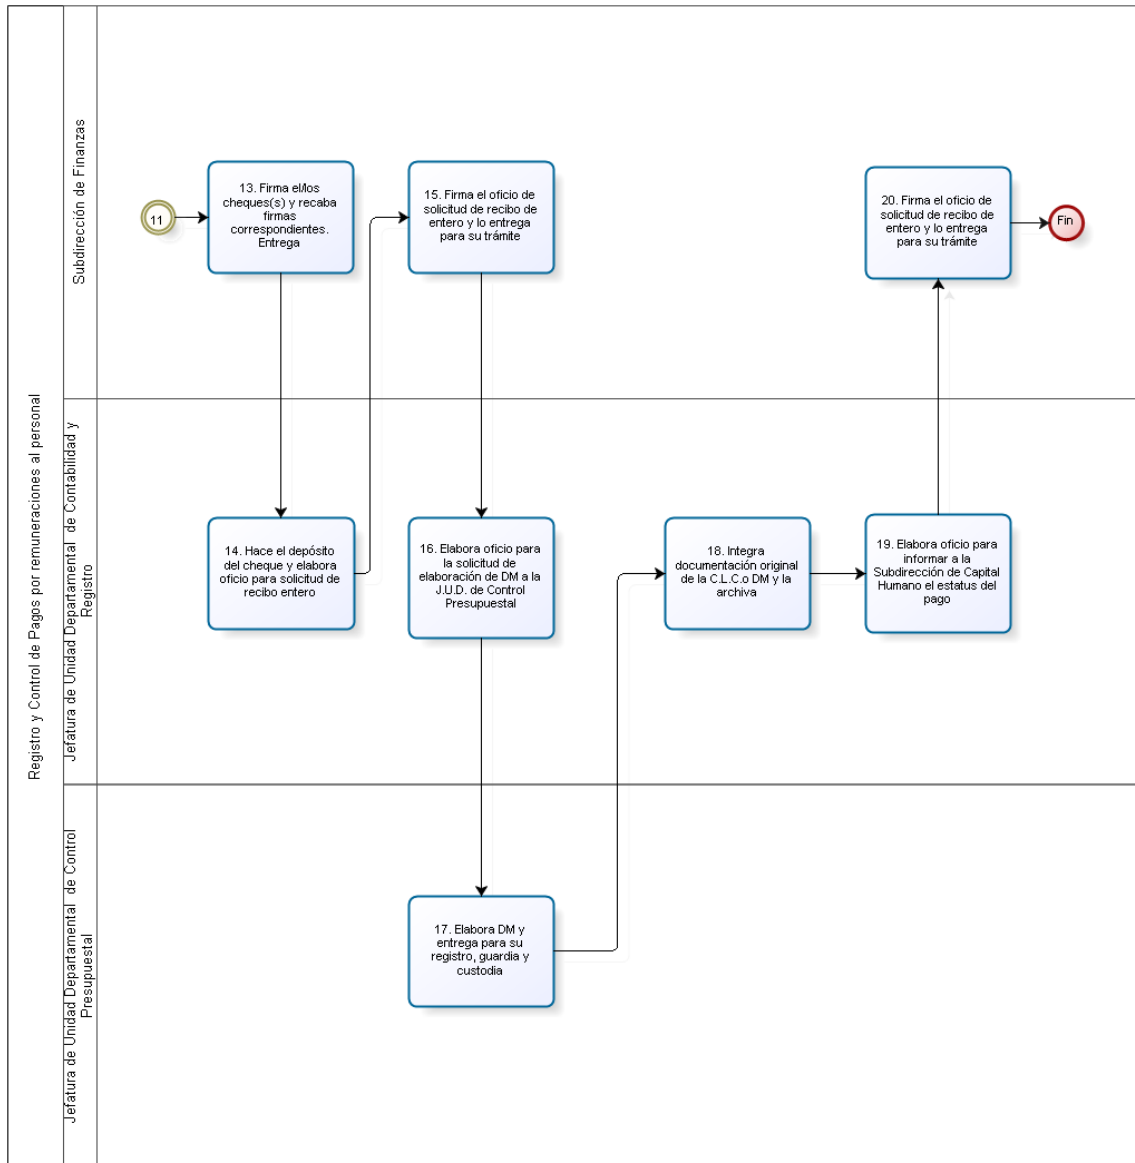 Registro y Control de Pagos por remuneraciones al personal
Subdirección de Finanzas
11
13. Firma el/los
cheques(s) y recaba
firmas
correspondientes.
Entrega
15. Firma el oficio de
solicitud de recibo de
entero y lo entrega
para su trámite
20. Firma el oficio de
solicitud de recibo de
entero y lo entrega
para su trámite
Fin
Jefatura de Unidad Departamental de Contabilidad y
Registro
14. Hace el depósito
del cheque y elabora
oficio para solicitud de
recibo entero
16. Elabora oficio para
la solicitud de
elaboración de DM a la
J.U.D. de Control
Presupuestal
18. Integra
documentación original
de la C.L.C.o DM y la
archiva
19. Elabora oficio para
informar a la
Subdirección de Capital
Humano el estatus del
pago
Jefatura de Unidad Departamental de Control
Presupuestal
17. Elabora DM y
entrega para su
registro, guardia y
custodia